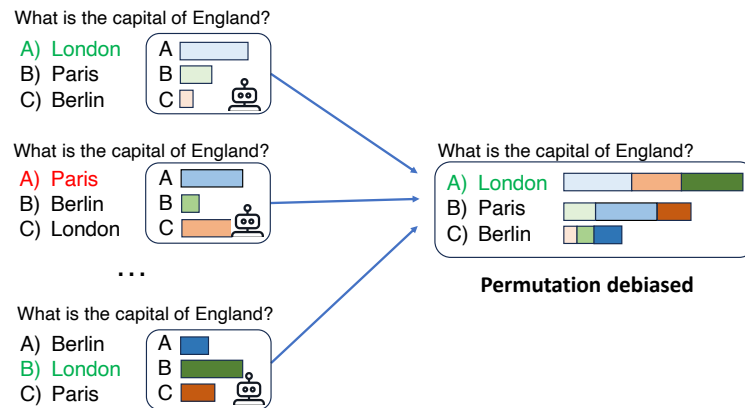 What is the capital of England?
A) London
B) Paris
C) Berlin
A
B
C
What is the capital of England?
A) Paris
B) Berlin
C) London
A
B
C
...
What is the capital of England?
A) Berlin
B) London
C) Paris
A
B
C
What is the capital of England?
A) London
B) Paris
C) Berlin
Permutation debiased